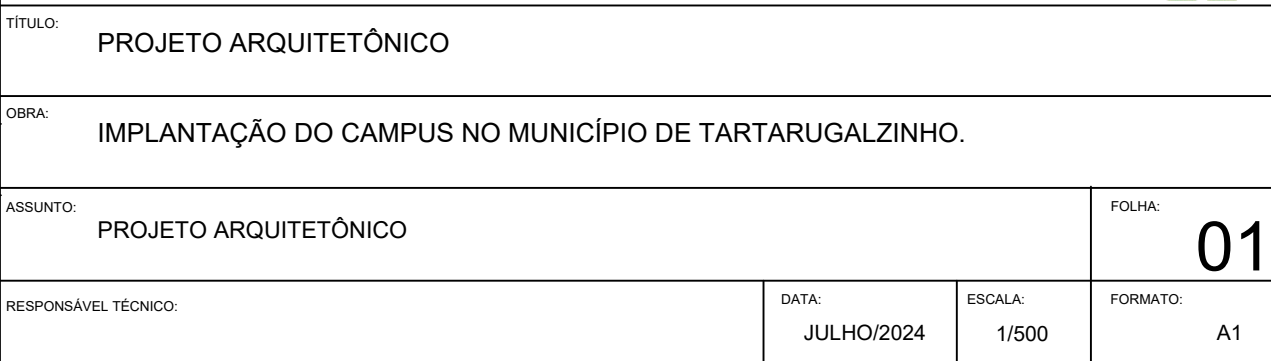 TÍTULO:
PROJETO ARQUITETÔNICO
OBRA:
IMPLANTAÇÃO DO CAMPUS NO MUNICÍPIO DE TARTARUGALZINHO.
ASSUNTO:
PROJETO ARQUITETÔNICO
FOLHA:
01
RESPONSÁVEL TÉCNICO:
DATA:
JULHO/2024
ESCALA:
1/500
FORMATO:
A1